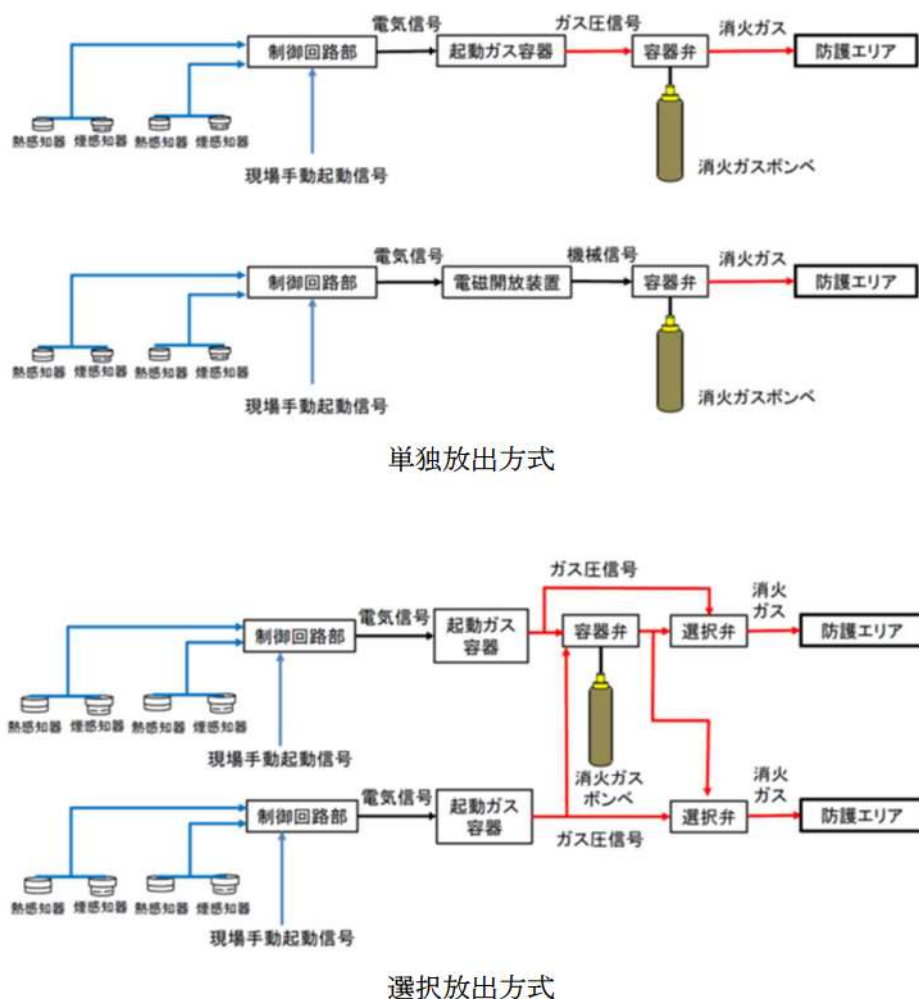 電気信号
ガス圧信号
消火ガス
制御回路部
起動ガス容器
容器弁
防護エリア
熱感知器
煙感知器
熱感知器
煙感知器
現場手動起動信号
消火ガスボンベ
電気信号
機械信号
消火ガス
制御回路部
電磁開放装置
容器弁
防護エリア
熱感知器
煙感知器
熱感知器
煙感知器
現場手動起動信号
消火ガスボンベ
単独放出方式
ガス圧信号
消火
ガス
電気信号
制御回路部
起動ガス
容器
容器弁
選択弁
防護エリア
熱感知器
煙感知器
熱感知器
煙感知器
現場手動起動信号
消火ガス
ボンベ
電気信号
消火
ガス
制御回路部
起動ガス
容器
ガス圧信号
選択弁
防護エリア
熱感知器
煙感知器
熱感知器
煙感知器
現場手動起動信号
選択放出方式